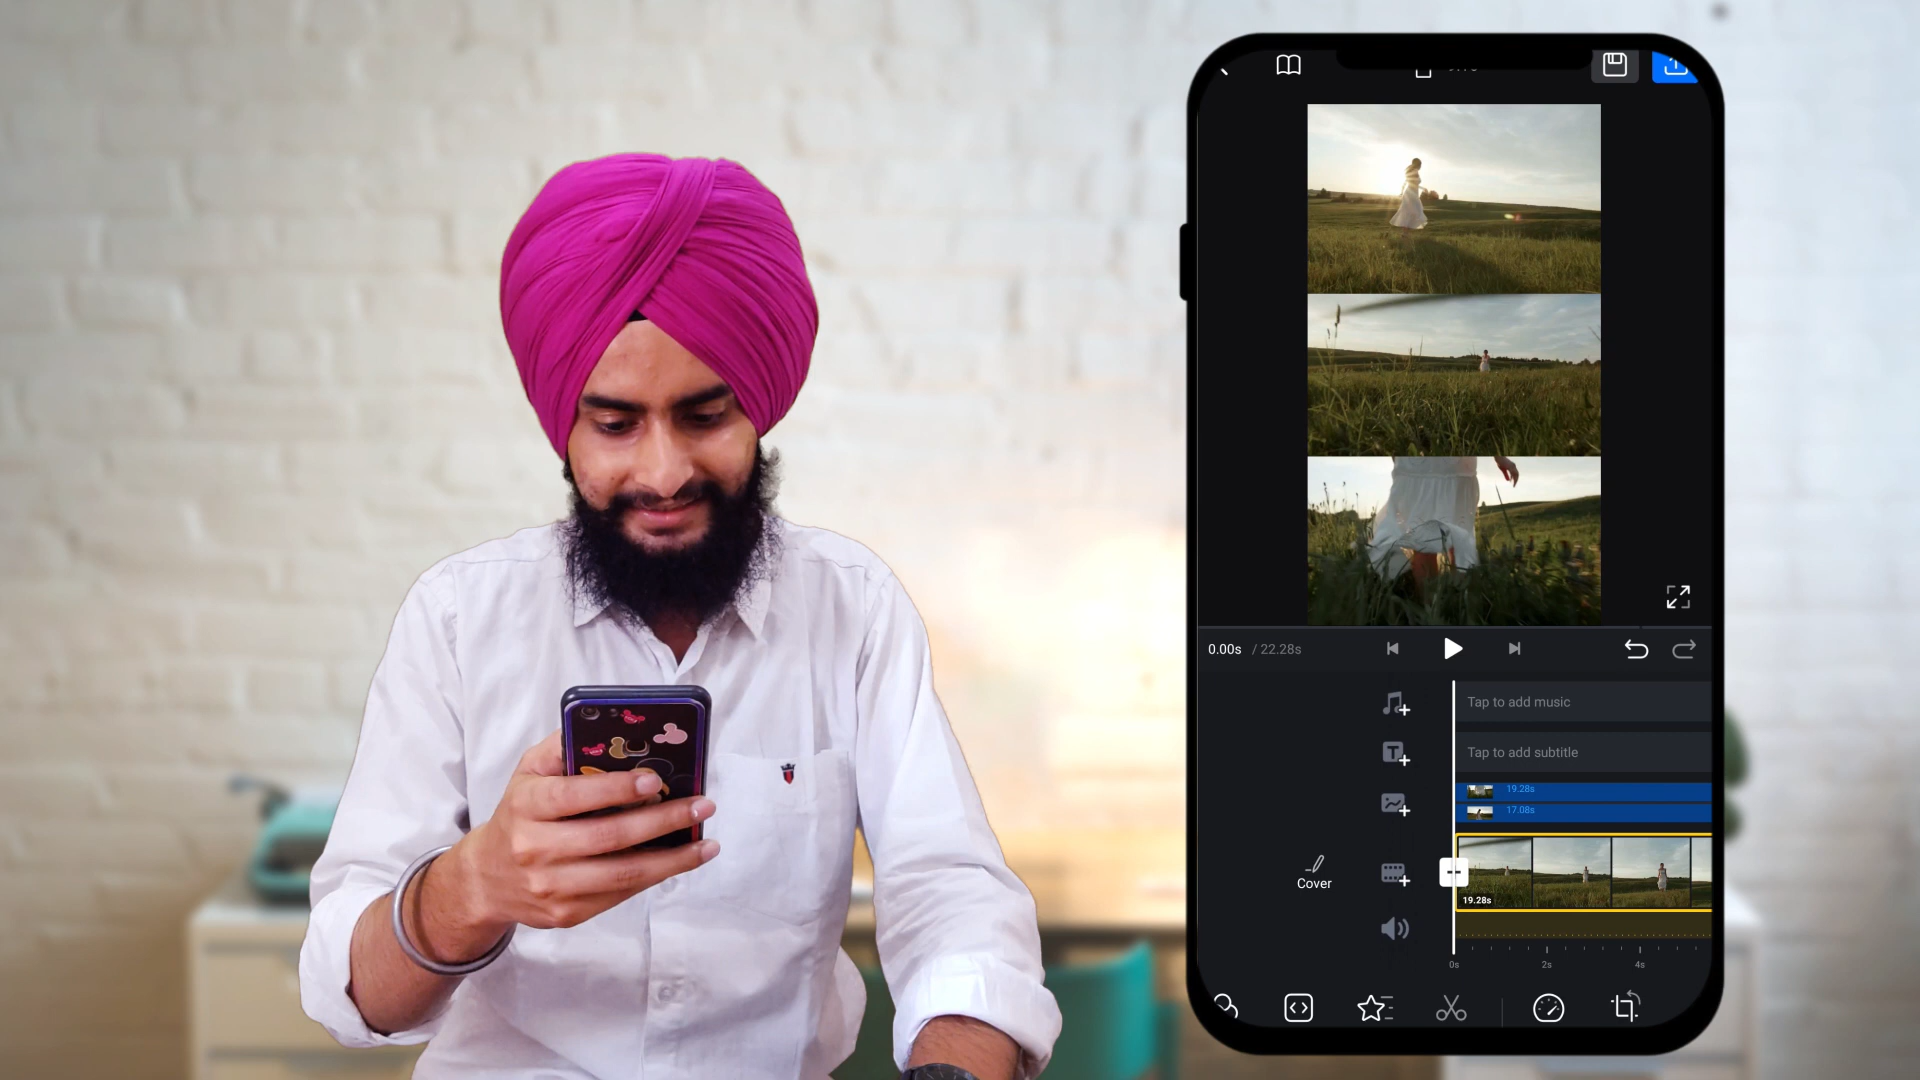 0.00s / 22.28s
Tap to add music
Tap to add subtitle
19.28s
17.08s
Cover
19.28s
0s 2s 4s